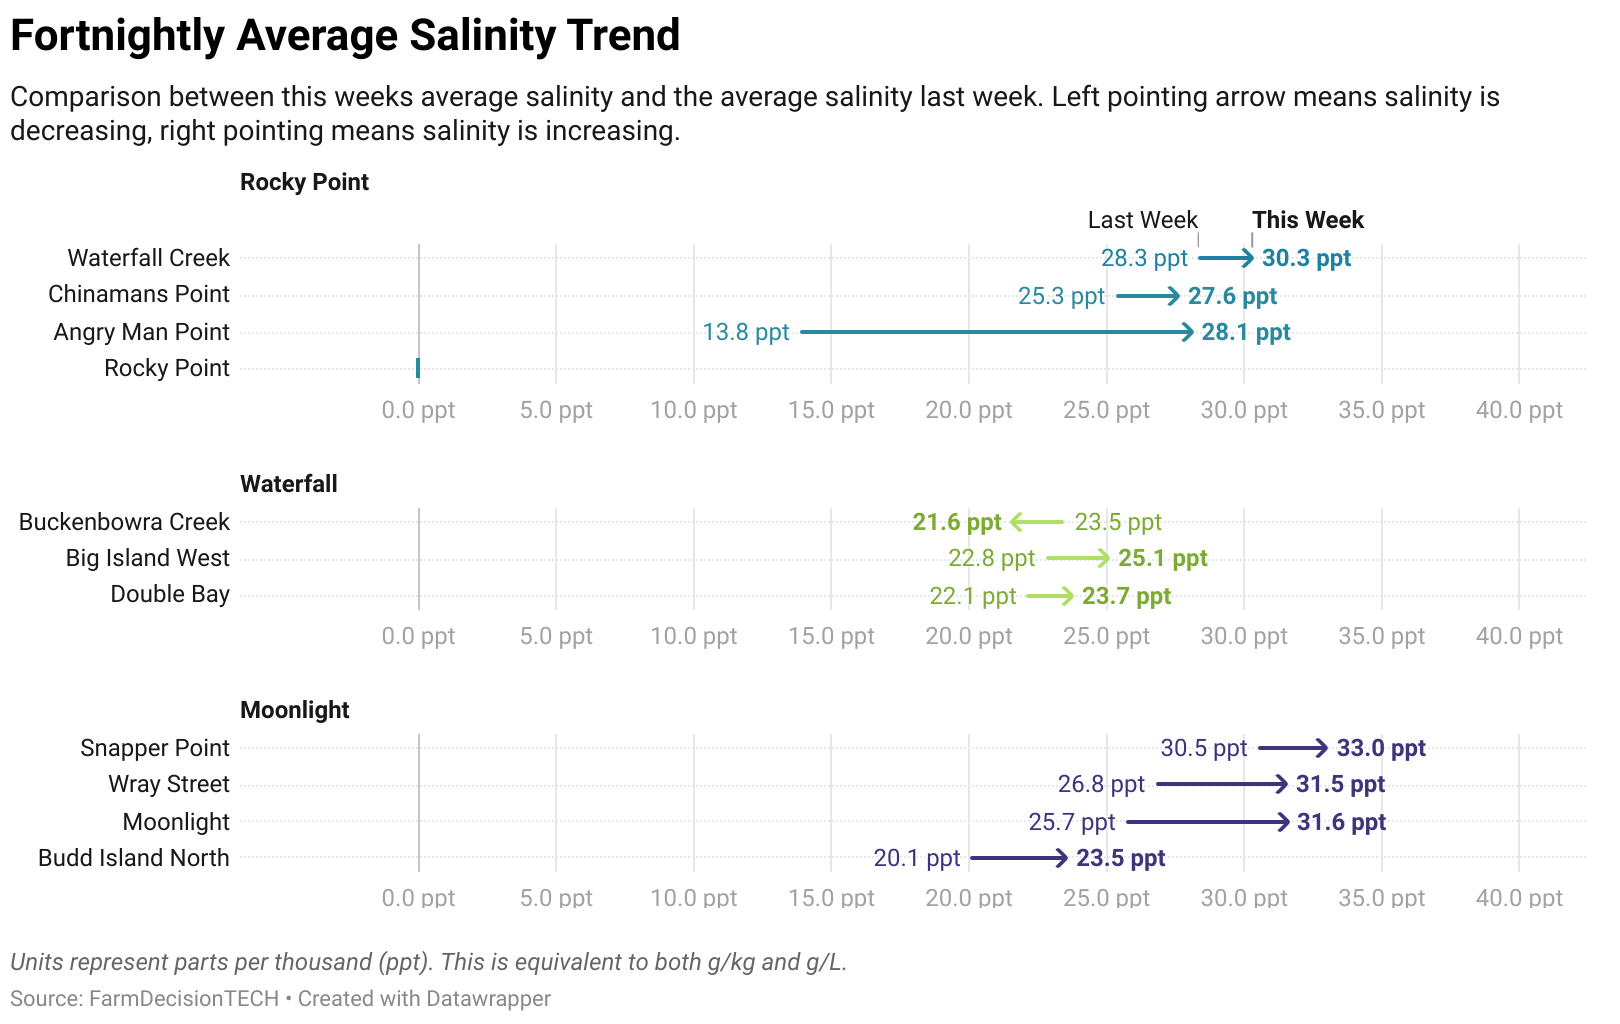 Fortnightly Average Salinity Trend
Comparison between this weeks average salinity and the average salinity last week. Left pointing arrow means salinity is
decreasing, right pointing means salinity is increasing.
Rocky Point
Last Week This Week
Waterfall Creek 28.3 ppt 30.3 ppt
Chinamans Point 25.3 ppt 27.6 ppt
Angry Man Point 13.8 ppt 28.1 ppt
Rocky Point
0.0 ppt 5.0 ppt 10.0 ppt 15.0 ppt 20.0 ppt 25.0 ppt 30.0 ppt 35.0 ppt 40.0 ppt
Waterfall
Buckenbowra Creek 21.6 ppt 23.5 ppt
Big Island West 22.8 ppt 25.1 ppt
Double Bay 22.1 ppt 23.7 ppt
0.0 ppt 5.0 ppt 10.0 ppt 15.0 ppt 20.0 ppt 25.0 ppt 30.0 ppt 35.0 ppt 40.0 ppt
Moonlight
Snapper Point 30.5 ppt 33.0 ppt
Wray Street 26.8 ppt 31.5 ppt
Moonlight 25.7 ppt 31.6 ppt
Budd Island North 20.1 ppt 23.5 ppt
0.0 ppt 5.0 ppt 10.0 ppt 15.0 ppt 20.0 ppt 25.0 ppt 30.0 ppt 35.0 ppt 40.0 ppt
Units represent parts per thousand (ppt). This is equivalent to both g/kg and g/L.
Source: FarmDecisionTECH • Created with Datawrapper